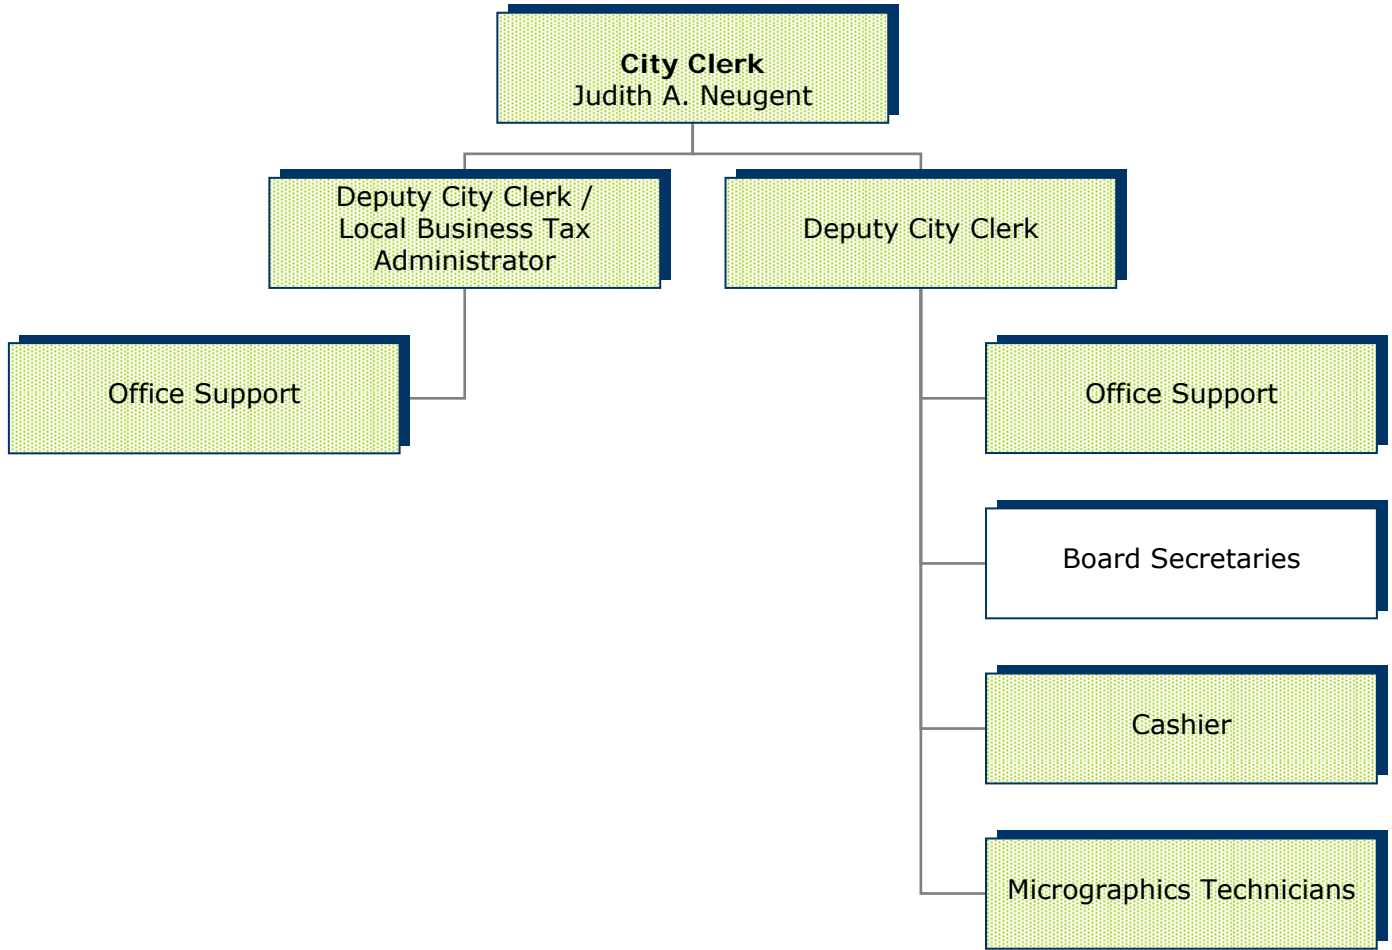 City Clerk
Judith A. Neugent
Deputy City Clerk /
Local Business Tax
Administrator
Deputy City Clerk
Office Support
Office Support
Board Secretaries
Cashier
Micrographics Technicians